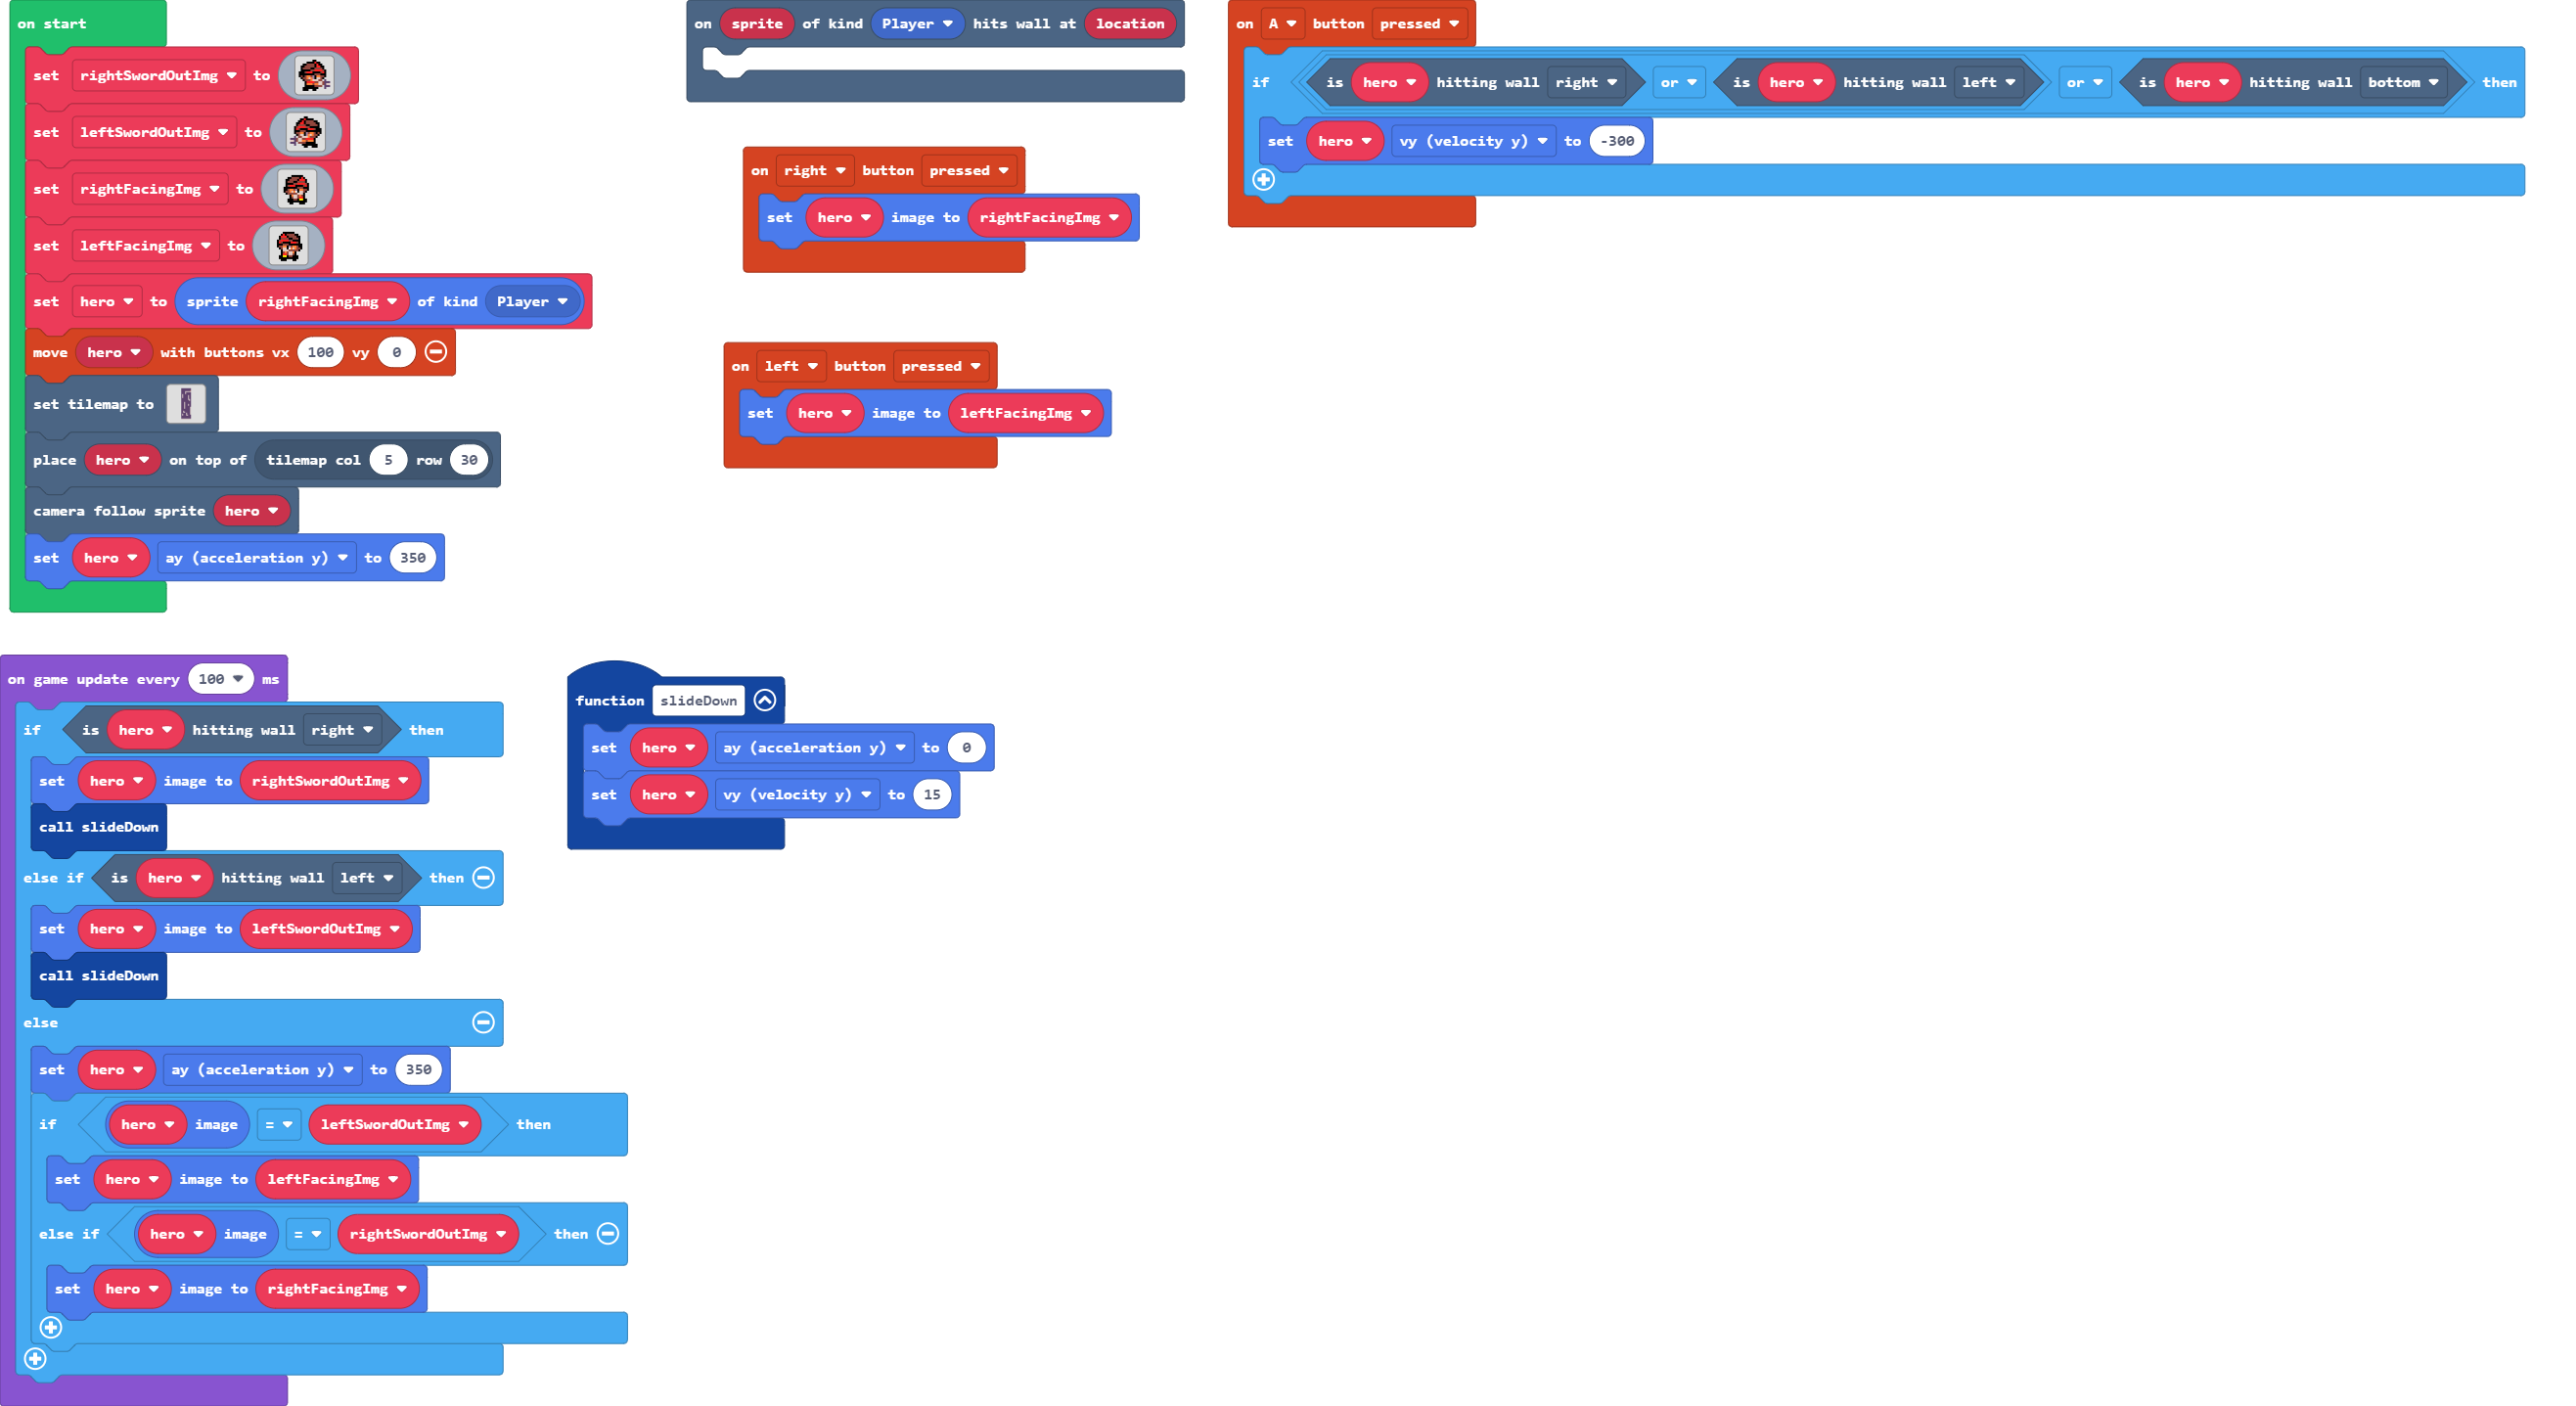 on start
set rightSwordOutImg to
set leftSwordOutImg to
set rightFacingImg to
set leftFacingImg to
set hero to sprite rightFacingImg of kind Player
move hero with buttons vx 100 vy 0
set tilemap to
place hero on top of tilemap col 5 row 30
camera follow sprite hero
set hero ay (acceleration y) to 350
on sprite of kind Player hits wall at location
on right button pressed
set hero image to rightFacingImg
on left button pressed
set hero image to leftFacingImg
on A button pressed
if is hero hitting wall right or is hero hitting wall left or is hero hitting wall bottom then
set hero vy (velocity y) to -300
on game update every 100 ms
if is hero hitting wall right then
set hero image to rightSwordOutImg
call slideDown
else if is hero hitting wall left then
set hero image to leftSwordOutImg
call slideDown
else
set hero ay (acceleration y) to 350
if hero image = leftSwordOutImg then
set hero image to leftFacingImg
else if hero image = rightSwordOutImg then
set hero image to rightFacingImg
function slideDown
set hero ay (acceleration y) to 0
set hero vy (velocity y) to 15